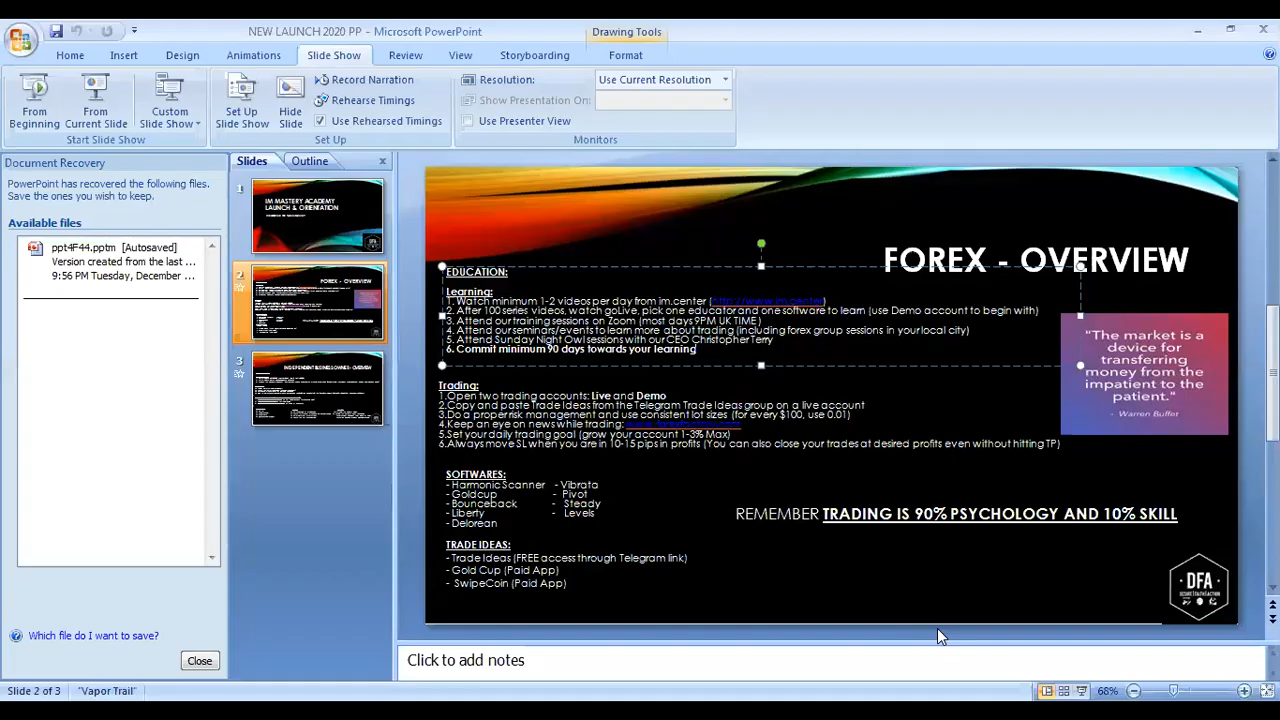 NEW LAUNCH 2020 PP - Microsoft PowerPoint
Drawing Tools
Home Insert Design Animations Slide Show Review View Storyboarding Format
From Beginning
From Current Slide
Custom Slide Show
Start Slide Show
Set Up Slide Show
Hide Slide
Record Narration
Rehearse Timings
Use Rehearsed Timings
Set Up
Resolution: Use Current Resolution
Show Presentation On:
Use Presenter View
Monitors
Document Recovery
PowerPoint has recovered the following files.
Save the ones you wish to keep.
Available files
ppt4F44.pptm [Autosaved]
Version created from the last ...
9:56 PM Tuesday, December ...
Which file do I want to save?
Close
Slides Outline
1
IM MASTERY ACADEMY
LAUNCH & ORIENTATION
2
FOREX - OVERVIEW
3
INDEPENDENT BUSINESS OWNER - OVERVIEW
FOREX - OVERVIEW
EDUCATION:
Learning:
1. Watch minimum 1-2 videos per day from im.center (http://www.im.center)
2. After 100 series videos, watch goLive, pick one educator and one software to learn (use Demo account to begin with)
3. Attend our training sessions on Zoom (most days 9PM UK TIME)
4. Attend our seminars/events to learn more about trading (including forex group sessions in your local city)
5. Attend Sunday Night Owl sessions with our CEO Christopher Terry
6. Commit minimum 90 days towards your learning
"The market is a
device for
transferring
money from the
impatient to the
patient."
- Warren Buffer
Trading:
1.Open two trading accounts: Live and Demo
2.Copy and paste Trade Ideas from the Telegram Trade Ideas group on a live account
3.Do a proper risk management and use consistent lot sizes (for every $100, use 0.01)
4.Keep an eye on news while trading:
5.Set your daily trading goal (grow your account 1-3% Max)
6.Always move SL when you are in 10-15 pips in profits (You can also close your trades at desired profits even without hitting TP)
SOFTWARES:
- Harmonic Scanner - Vibrata
- Goldcup - Pivot
- Bounceback - Steady
- Liberty - Levels
- Delorean
REMEMBER TRADING IS 90% PSYCHOLOGY AND 10% SKILL
TRADE IDEAS:
- Trade Ideas (FREE access through Telegram link)
- Gold Cup (Paid App)
- SwipeCoin (Paid App)
DFA
Click to add notes
Slide 2 of 3 "Vapor Trail" 68%